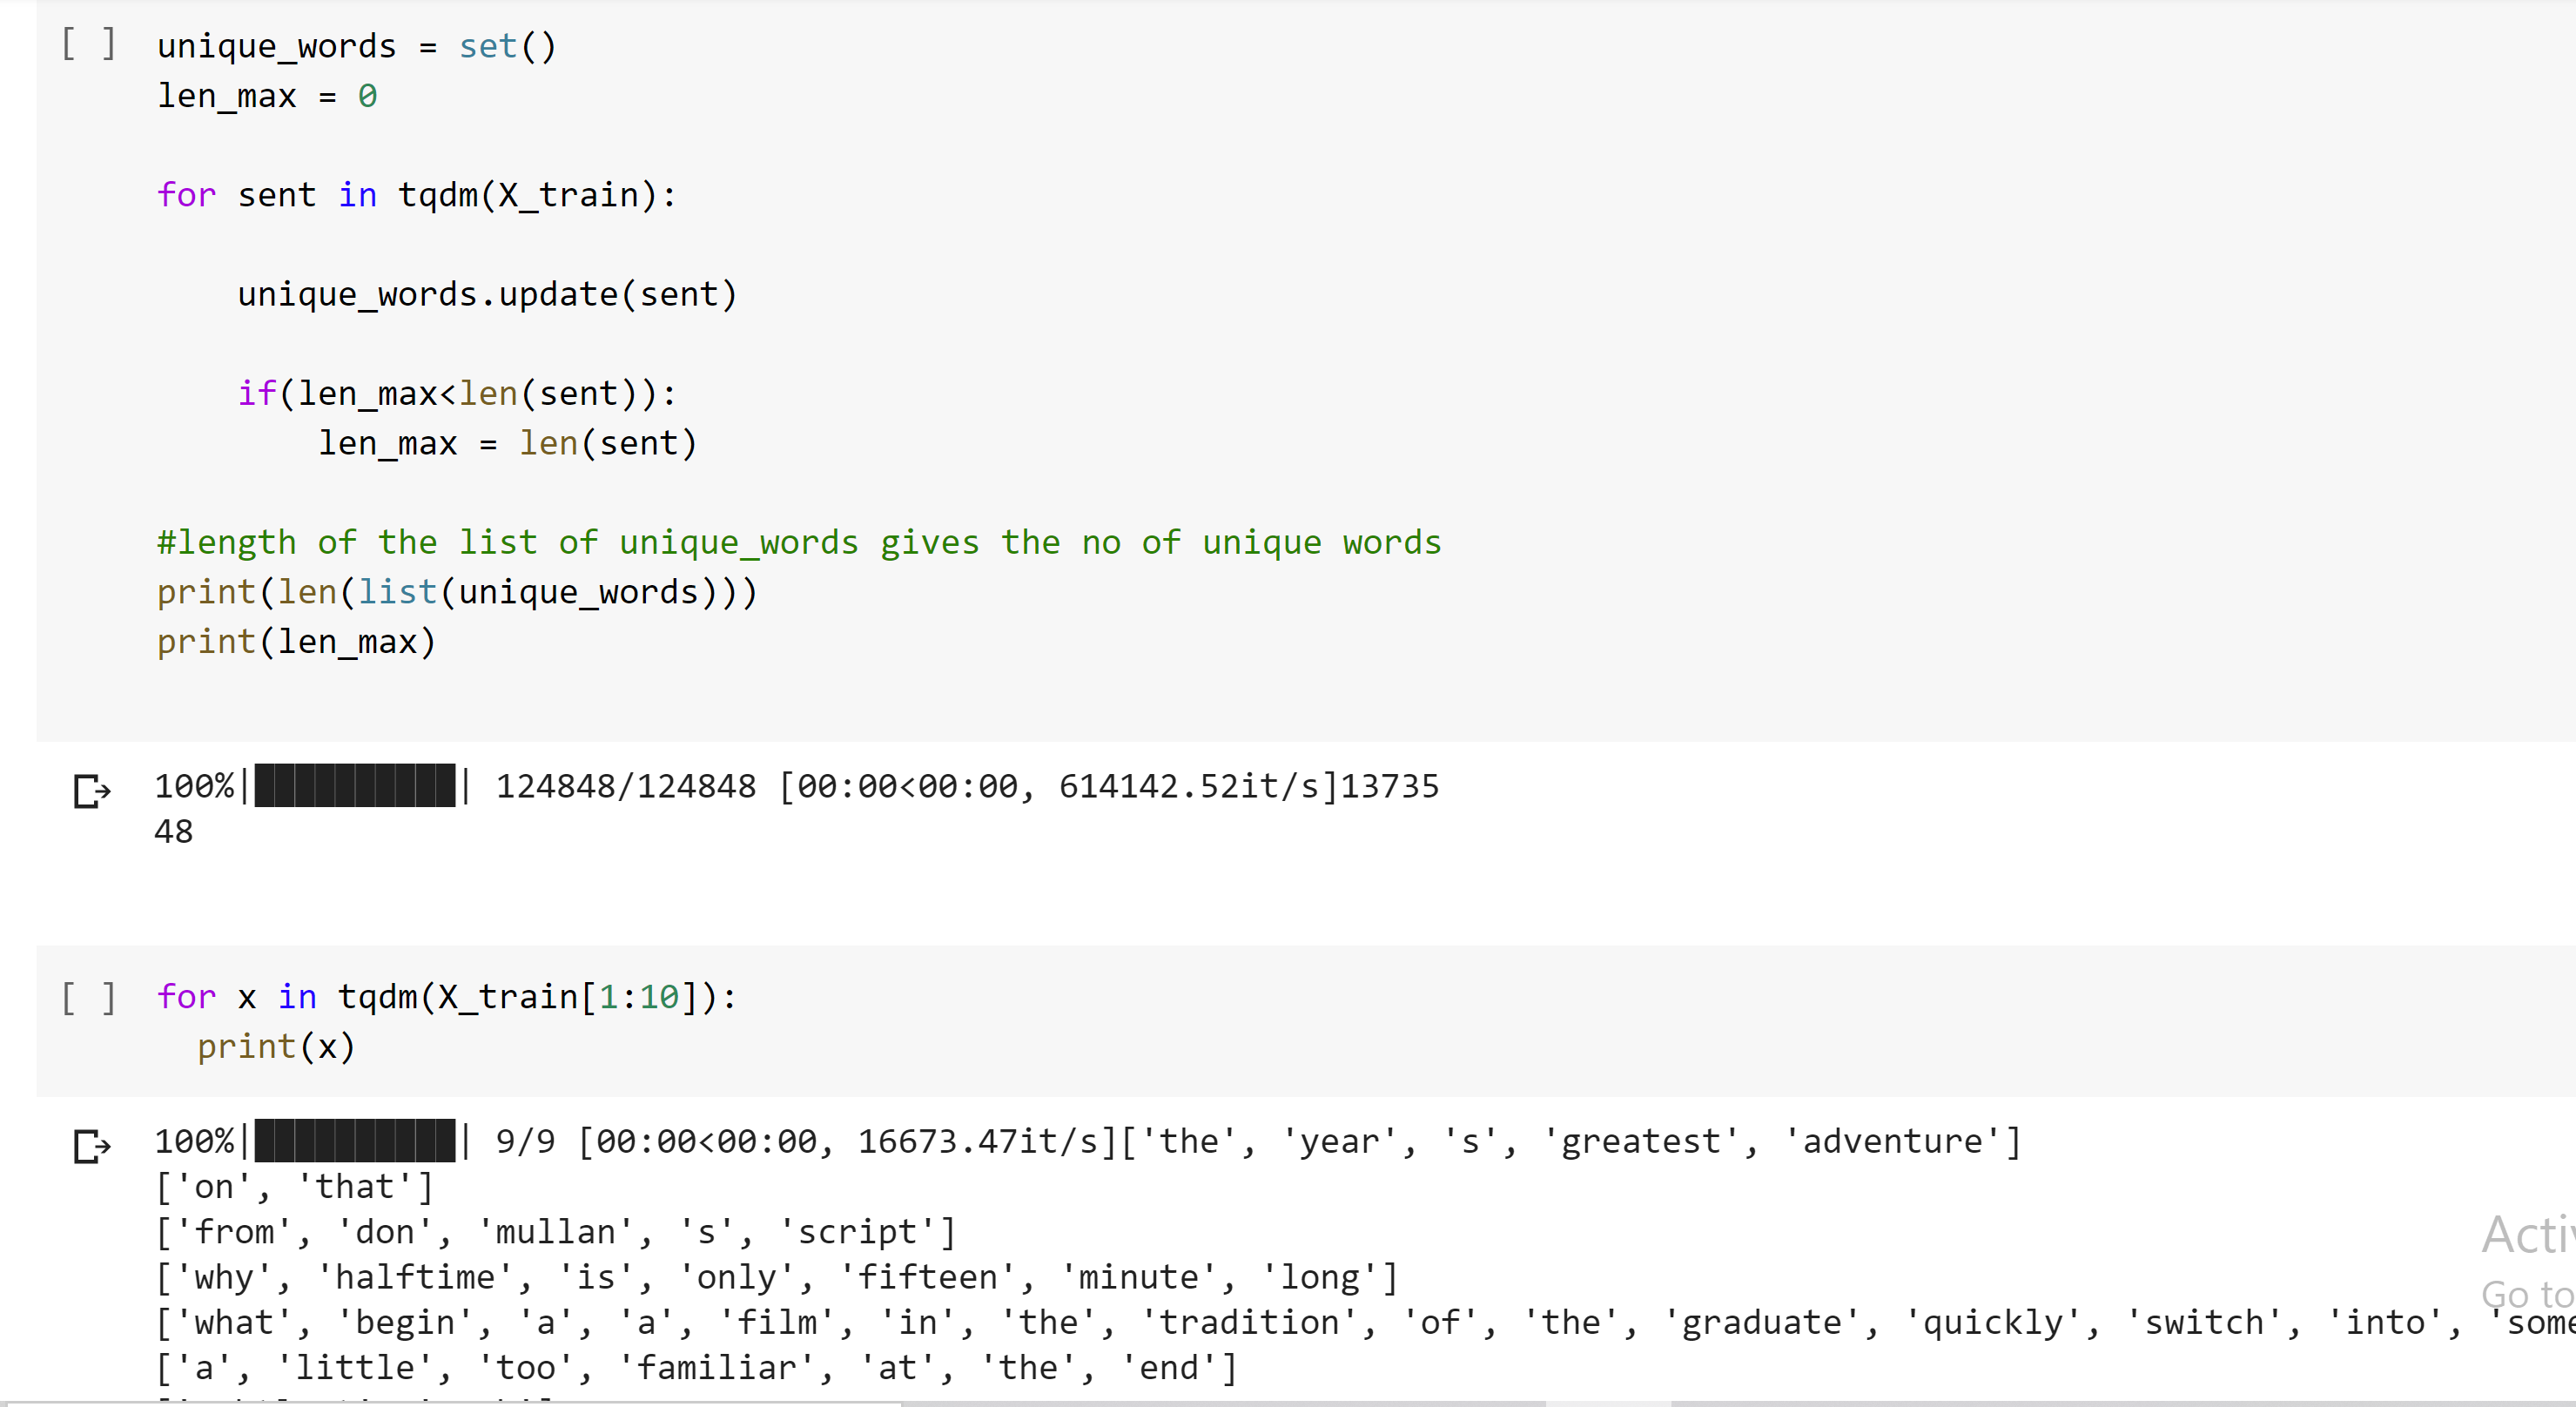 [ ] unique_words = set()
len_max = 0
for sent in tqdm(X_train):
unique_words.update(sent)
if(len_max<len(sent)):
len_max = len(sent)
#length of the list of unique_words gives the no of unique words
print(len(list(unique_words)))
print(len_max)
100%|██████████| 124848/124848 [00:00<00:00, 614142.52it/s]13735
48
[ ] for x in tqdm(X_train[1:10]):
print(x)
100%|██████████| 9/9 [00:00<00:00, 16673.47it/s]['the', 'year', 's', 'greatest', 'adventure']
['on', 'that']
['from', 'don', 'mullan', 's', 'script']
['why', 'halftime', 'is', 'only', 'fifteen', 'minute', 'long']
['what', 'begin', 'a', 'a', 'film', 'in', 'the', 'tradition', 'of', 'the', 'graduate', 'quickly', 'switch', 'into', 'some
['a', 'little', 'too', 'familiar', 'at', 'the', 'end']
Go to